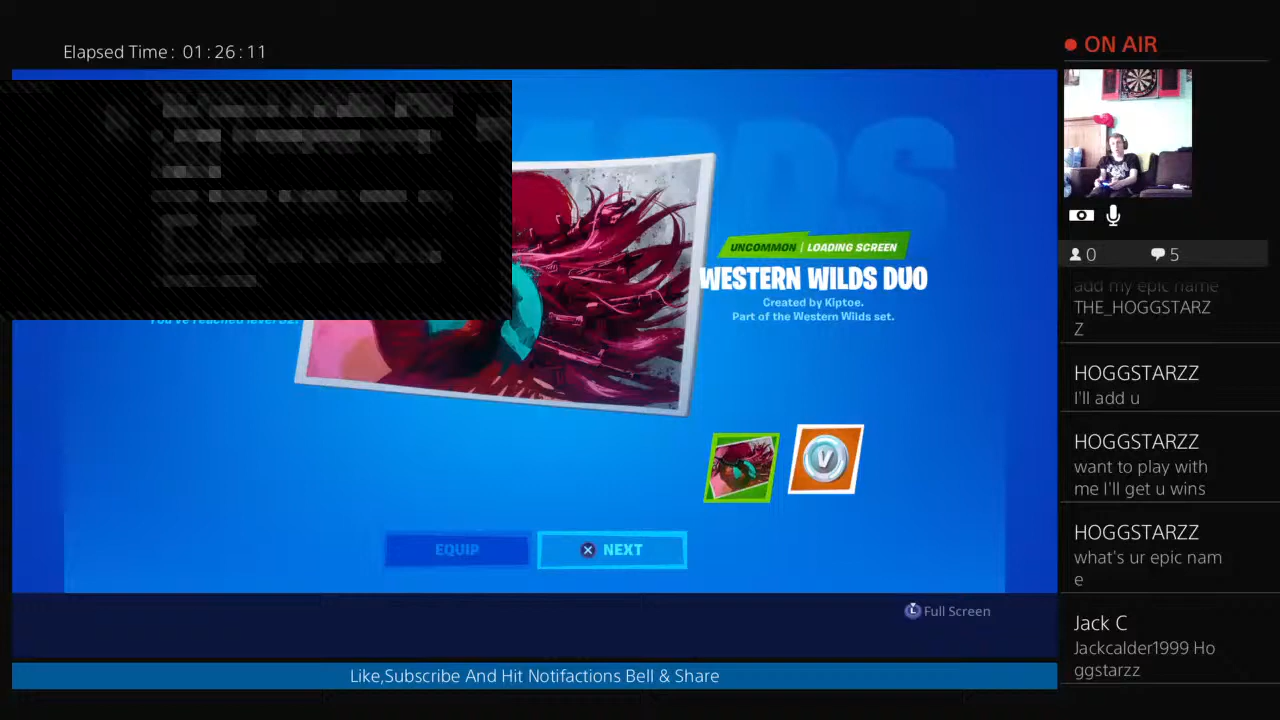 Elapsed Time: 01:26:11
ON AIR
0 5
add my epic name
THE_HOGGSTARZ
Z
HOGGSTARZZ
I'll add u
HOGGSTARZZ
want to play with
me I'll get u wins
HOGGSTARZZ
what's ur epic nam
e
Jack C
Jackcalder1999 Ho
ggstarzz
UNCOMMON | LOADING SCREEN
WESTERN WILDS DUO
Created by Kiptoe.
Part of the Western Wilds set.
V
EQUIP
NEXT
L Full Screen
Like,Subscribe And Hit Notifactions Bell & Share